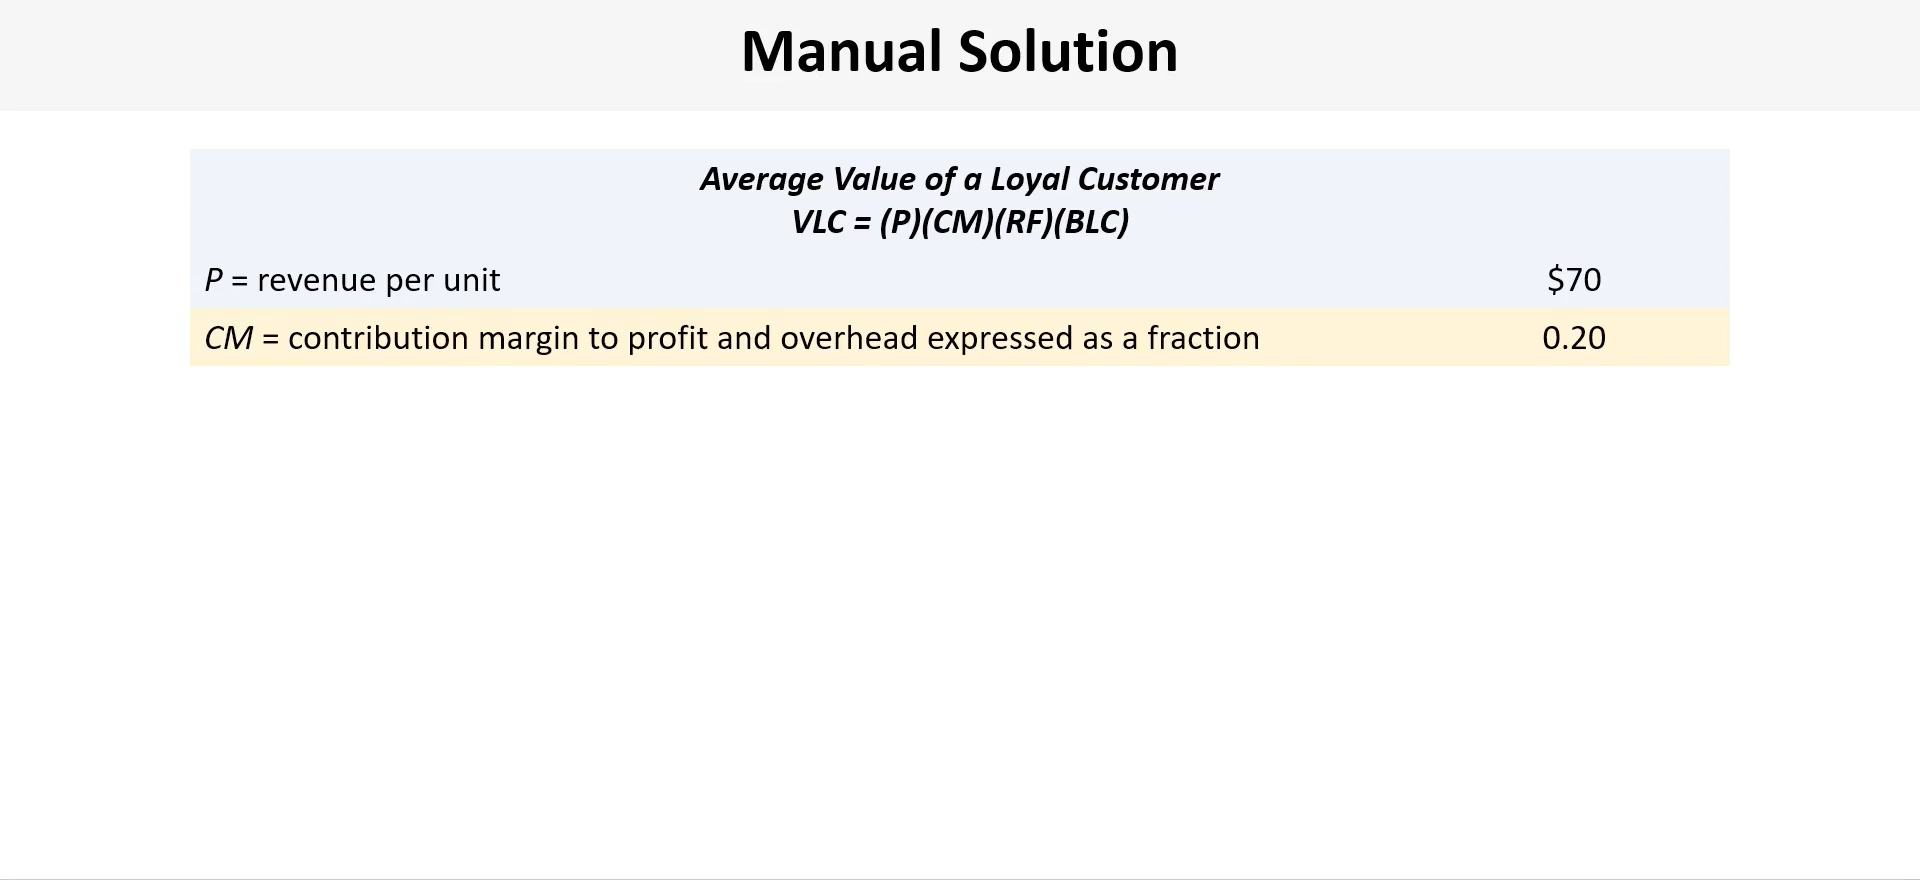 Manual Solution
Average Value of a Loyal Customer
VLC = (P)(CM)(RF)(BLC)
P = revenue per unit $70
CM = contribution margin to profit and overhead expressed as a fraction 0.20